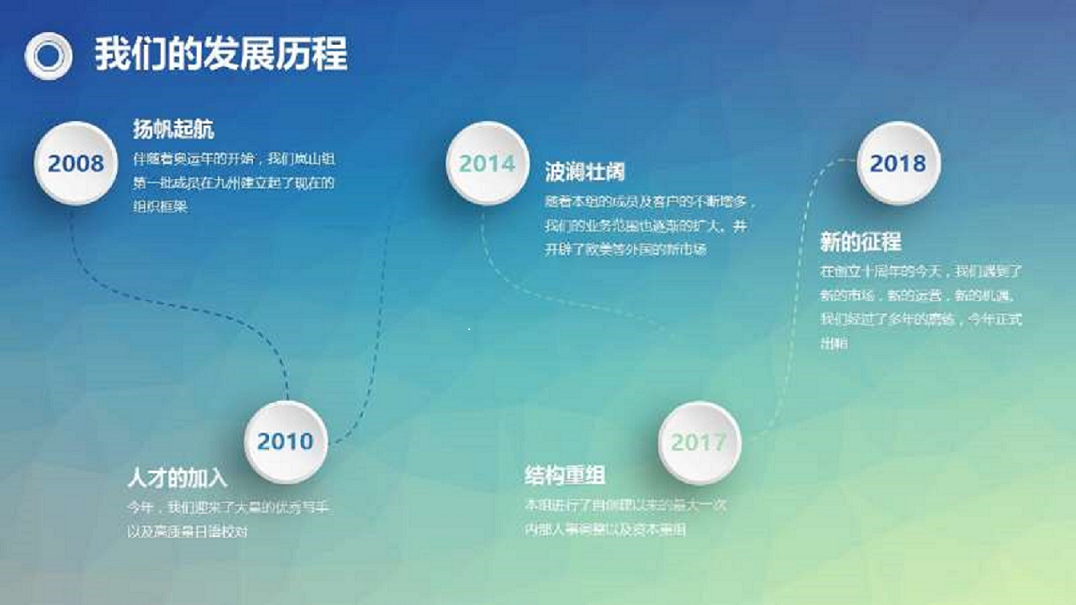 我们的发展历程
2008
扬帆起航
伴随着奥运年的开始，我们岚山组
第一批成员在九州建立起了现在的
组织框架
2010
人才的加入
今年，我们迎来了大量的优秀写手
以及高质量日语校对
2014
波澜壮阔
随着本组的成员及客户的不断增多，
我们的业务范围也逐渐的扩大。并
开辟了欧美等外国的新市场
2017
结构重组
本组进行了自创建以来的最大一次
内部人事调整以及资本重组
2018
新的征程
在创立十周年的今天，我们遇到了
新的市场，新的运营，新的机遇。
我们经过了多年的磨练，今年正式
出鞘